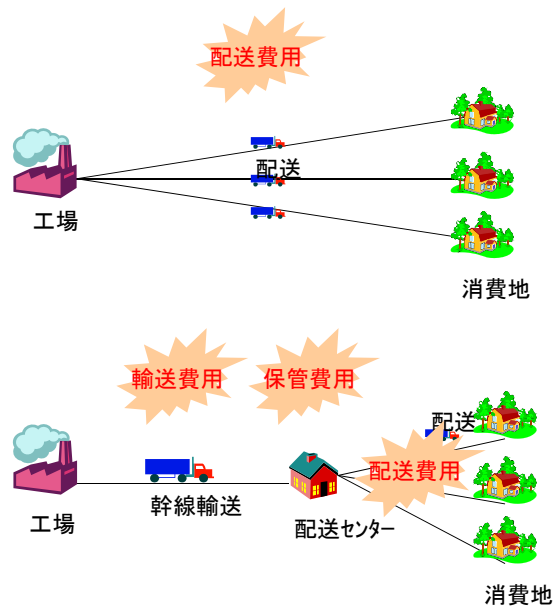 配送費用
配送
工場
消費地
輸送費用
保管費用
配送
配送費用
工場
幹線輸送
配送センター
消費地